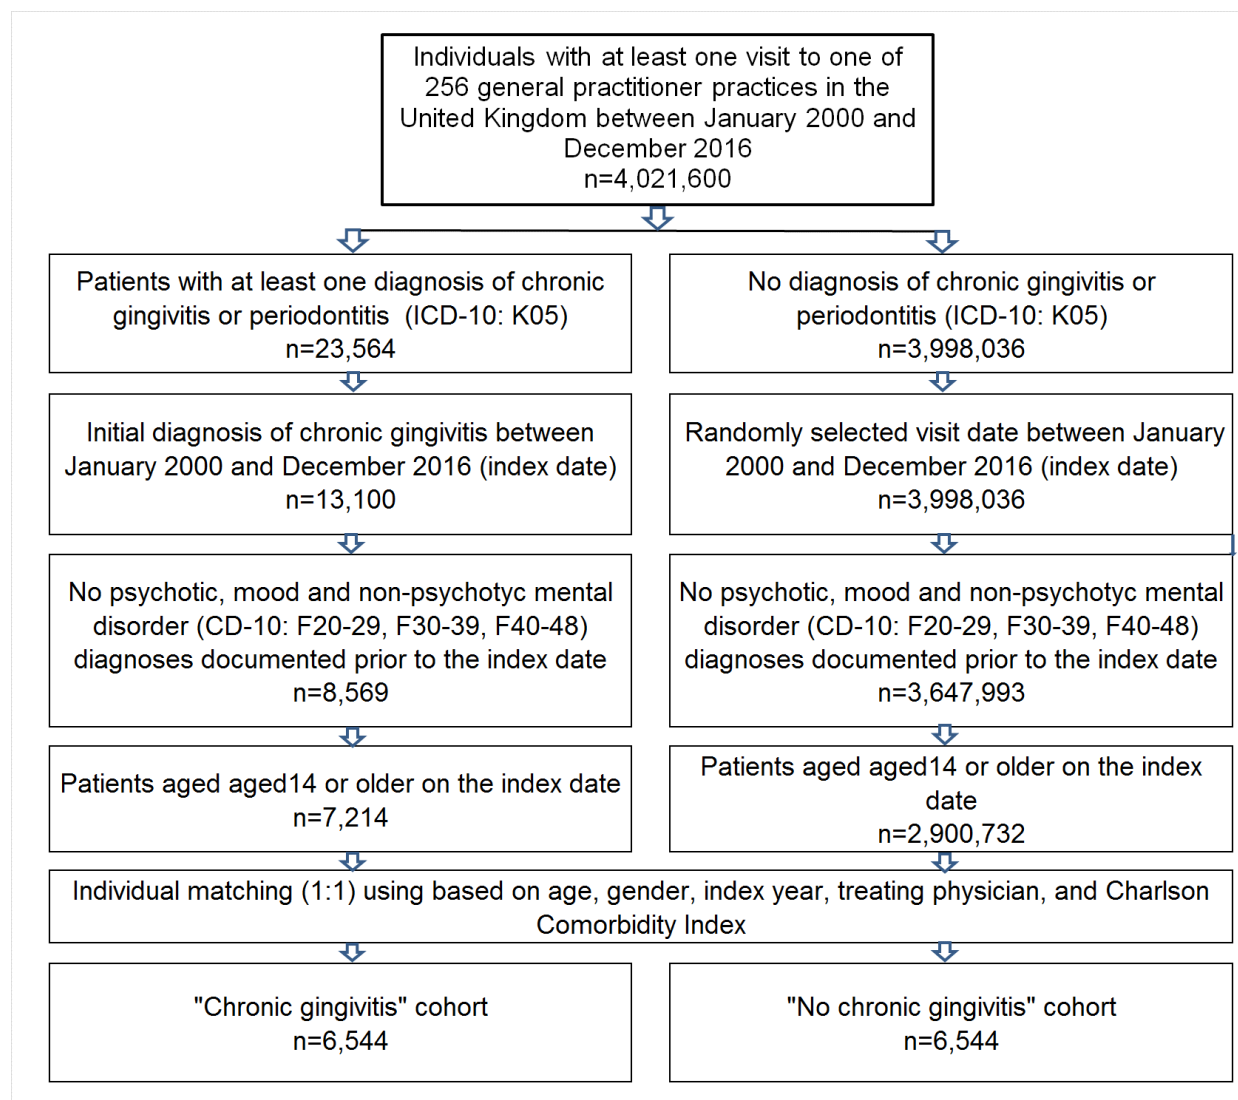 Individuals with at least one visit to one of
256 general practitioner practices in the
United Kingdom between January 2000 and
December 2016
n=4,021,600
Patients with at least one diagnosis of chronic
gingivitis or periodontitis (ICD-10: K05)
n=23,564
No diagnosis of chronic gingivitis or
periodontitis (ICD-10: K05)
n=3,998,036
Initial diagnosis of chronic gingivitis between
January 2000 and December 2016 (index date)
n=13,100
Randomly selected visit date between January
2000 and December 2016 (index date)
n=3,998,036
No psychotic, mood and non-psychotyc mental
disorder (CD-10: F20-29, F30-39, F40-48)
diagnoses documented prior to the index date
n=8,569
No psychotic, mood and non-psychotyc mental
disorder (CD-10: F20-29, F30-39, F40-48)
diagnoses documented prior to the index date
n=3,647,993
Patients aged aged14 or older on the index date
n=7,214
Patients aged aged14 or older on the index
date
n=2,900,732
Individual matching (1:1) using based on age, gender, index year, treating physician, and Charlson
Comorbidity Index
"Chronic gingivitis" cohort
n=6,544
"No chronic gingivitis" cohort
n=6,544